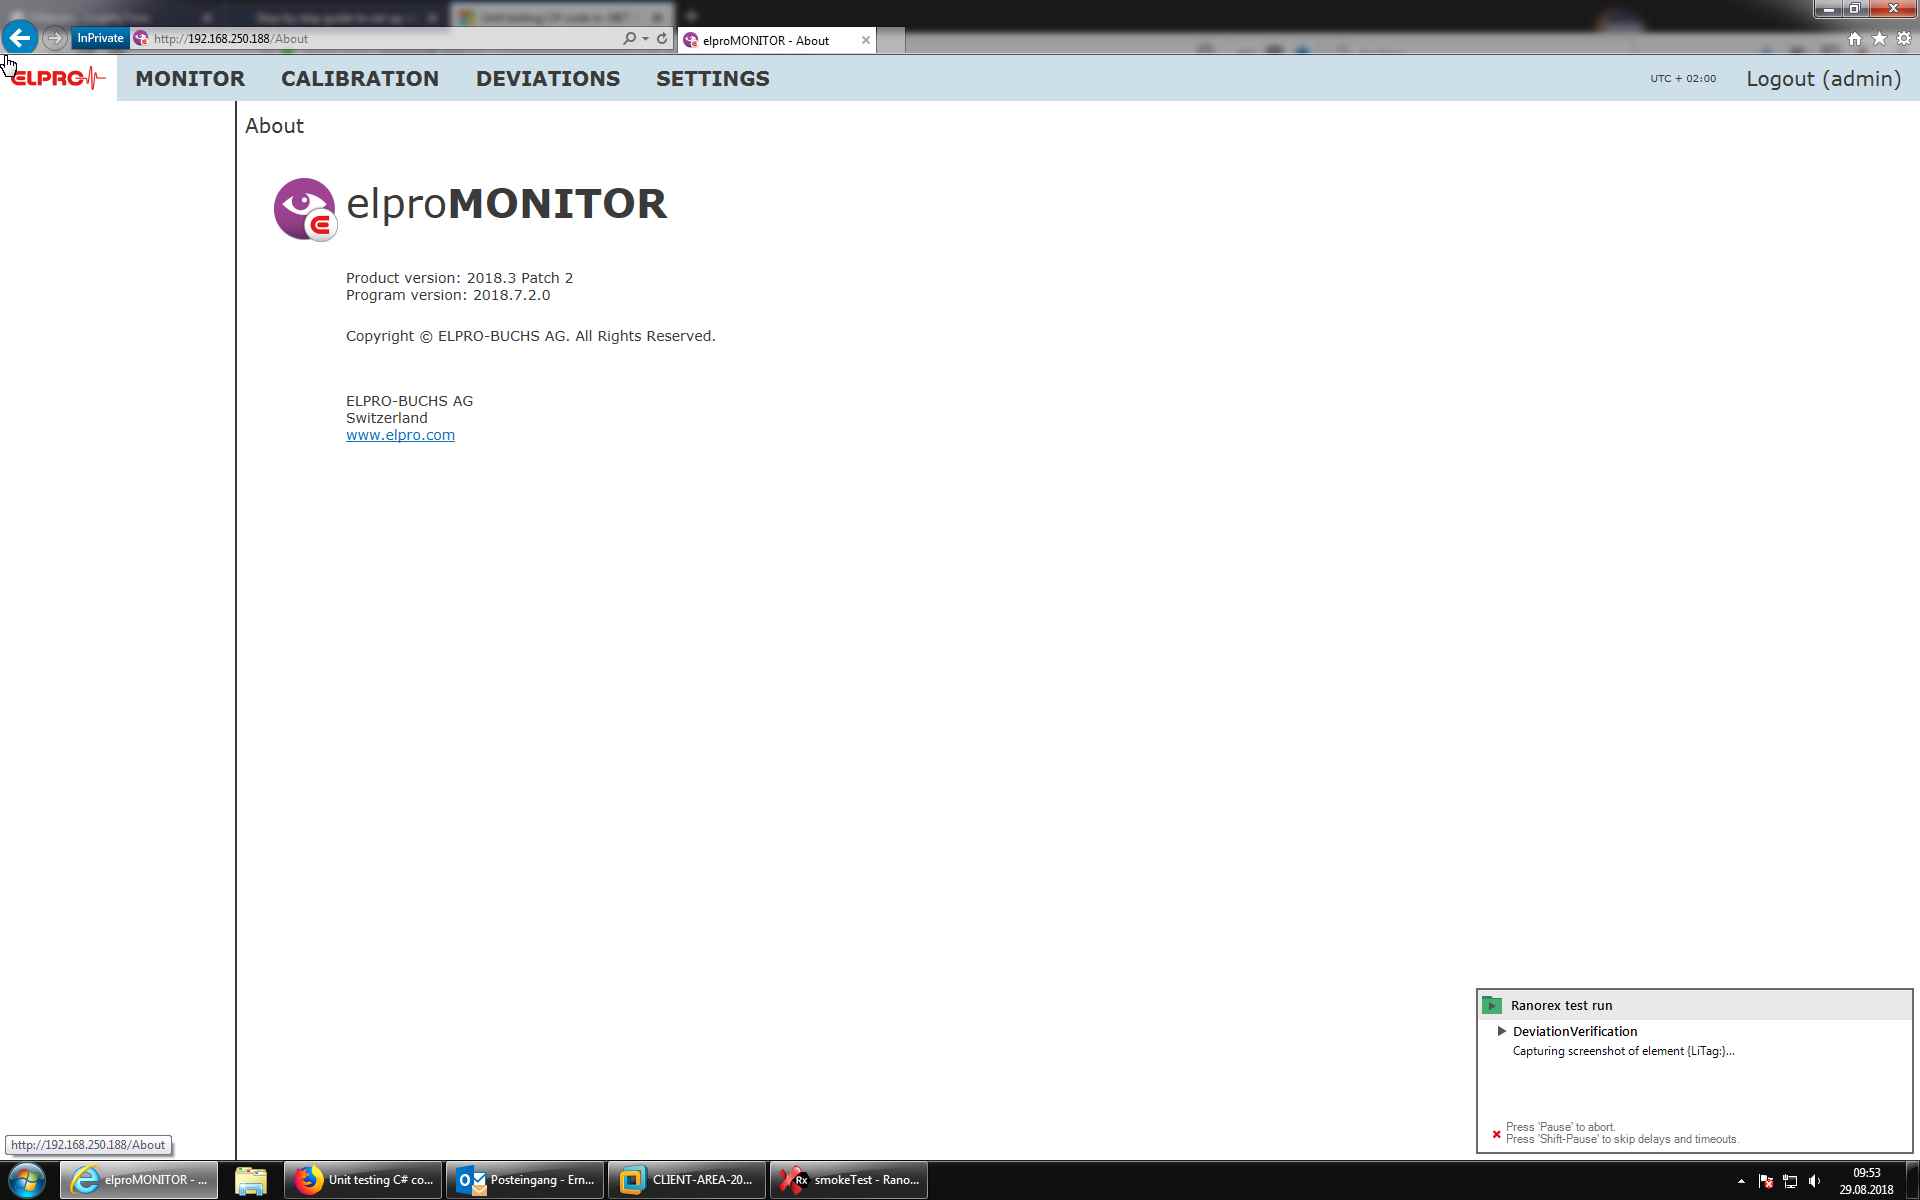 InPrivate
http://192.168.250.188/About
elproMONITOR - About
ELPRO
MONITOR
CALIBRATION
DEVIATIONS
SETTINGS
UTC + 02:00
Logout (admin)
About
elproMONITOR
Product version: 2018.3 Patch 2
Program version: 2018.7.2.0
Copyright © ELPRO-BUCHS AG. All Rights Reserved.
ELPRO-BUCHS AG
Switzerland
www.elpro.com
Ranorex test run
DeviationVerification
Capturing screenshot of element {LiTag:}...
Press 'Pause' to abort.
Press 'Shift-Pause' to skip delays and timeouts.
http://192.168.250.188/About
elproMONITOR - ...
Unit testing C# co...
Posteingang - Ern...
CLIENT-AREA-20...
Rx
smokeTest - Rano...
09:53
29.08.2018